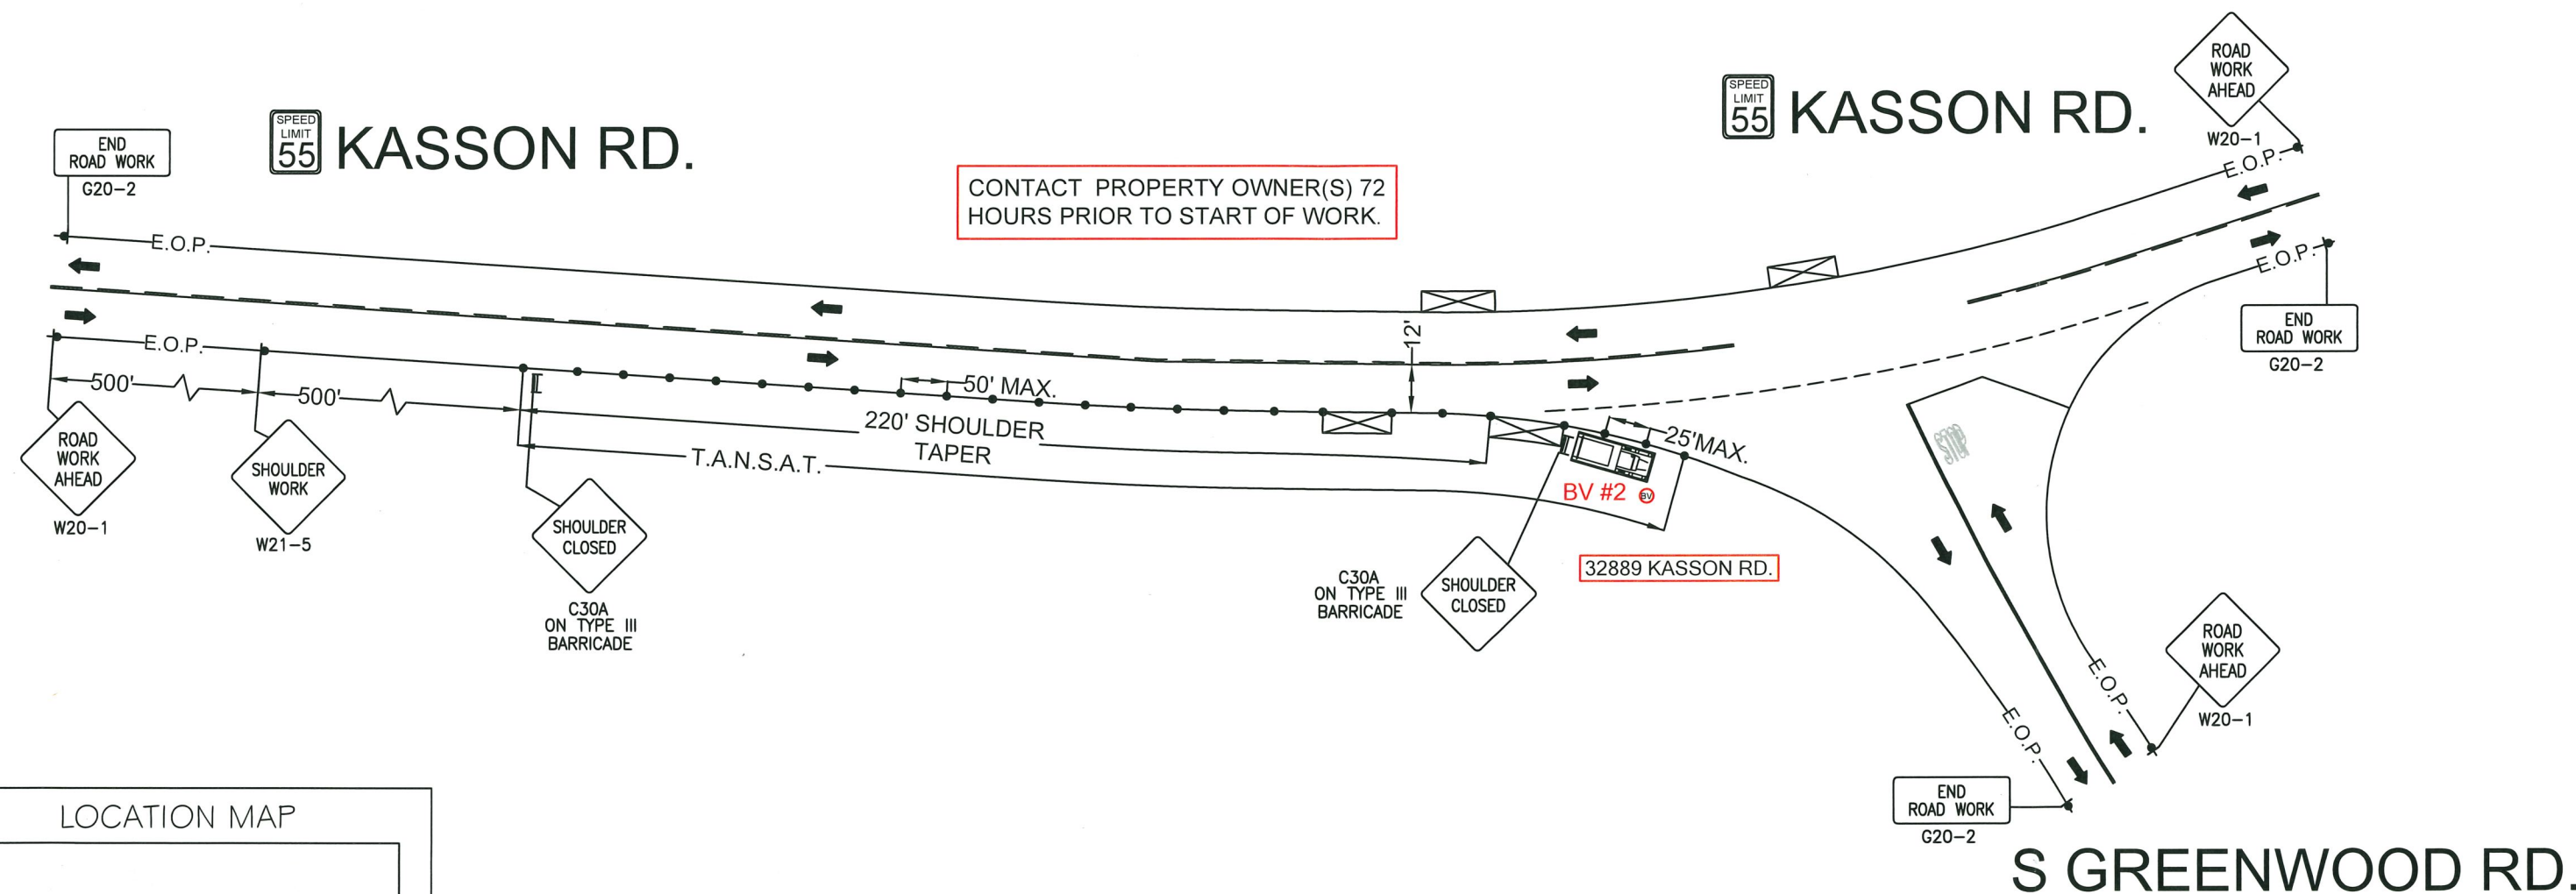 ROAD
WORK
AHEAD
W20-1
SPEED
LIMIT
55
KASSON RD.
SPEED
LIMIT
55
KASSON RD.
END
ROAD WORK
G20-2
CONTACT PROPERTY OWNER(S) 72
HOURS PRIOR TO START OF WORK.
E.O.P.
E.O.P.
E.O.P.
E.O.P.
END
ROAD WORK
G20-2
12'
500'
500'
50' MAX.
220' SHOULDER
TAPER
T.A.N.S.A.T.
25'MAX.
STOP
ROAD
WORK
AHEAD
W20-1
SHOULDER
WORK
W21-5
SHOULDER
CLOSED
C30A
ON TYPE III
BARRICADE
BV #2
BV
C30A
ON TYPE III
BARRICADE
SHOULDER
CLOSED
32889 KASSON RD.
ROAD
WORK
AHEAD
W20-1
E.O.P.
E.O.P.
END
ROAD WORK
G20-2
S GREENWOOD RD.
LOCATION MAP